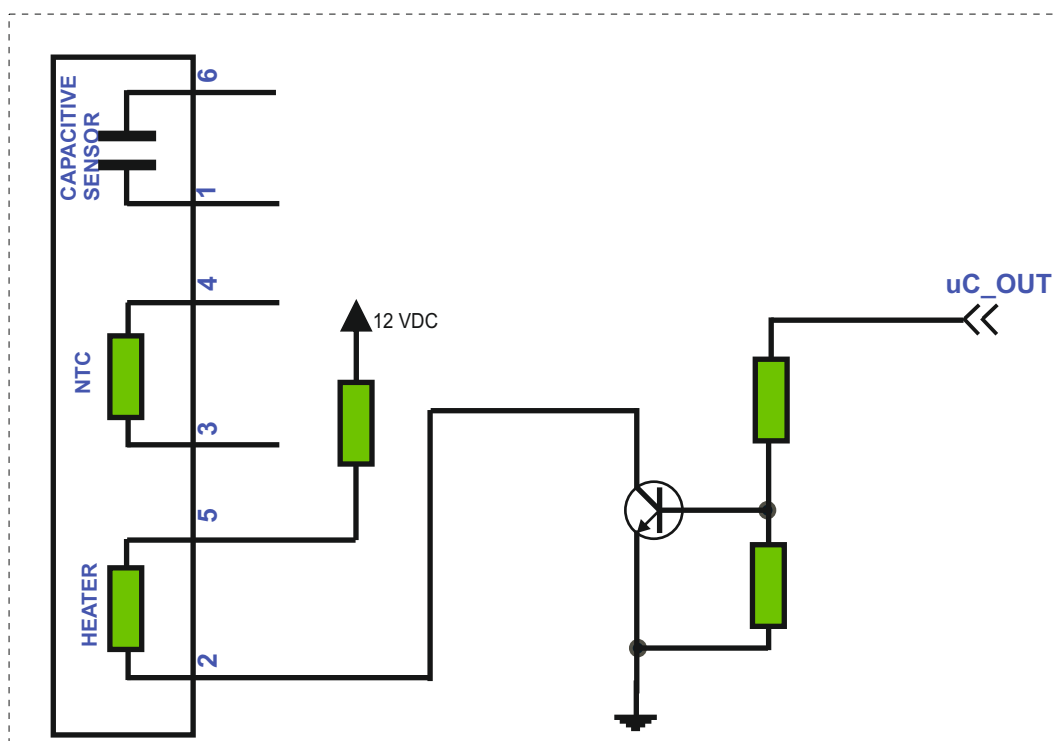 CAPACITIVE
SENSOR
6
1
4
NTC
3
12 VDC
5
HEATER
2
uC_OUT